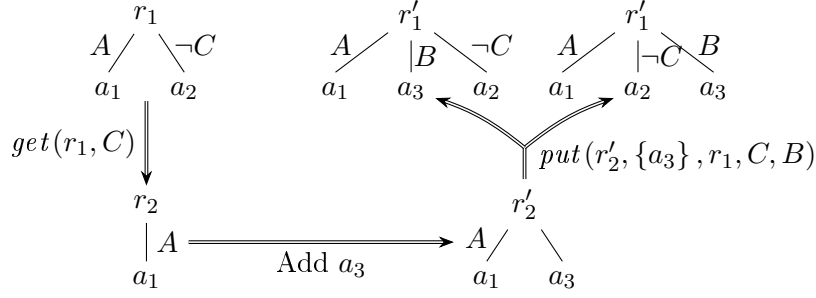 r₁ r′₁ r′₁
A ¬C A B ¬C A ¬C B
a₁ a₂ a₁ a₃ a₂ a₁ a₂ a₃
get(r₁, C) put(r′₂, {a₃}, r₁, C, B)
r₂ r′₂
A Add a₃ A
a₁ a₁ a₃